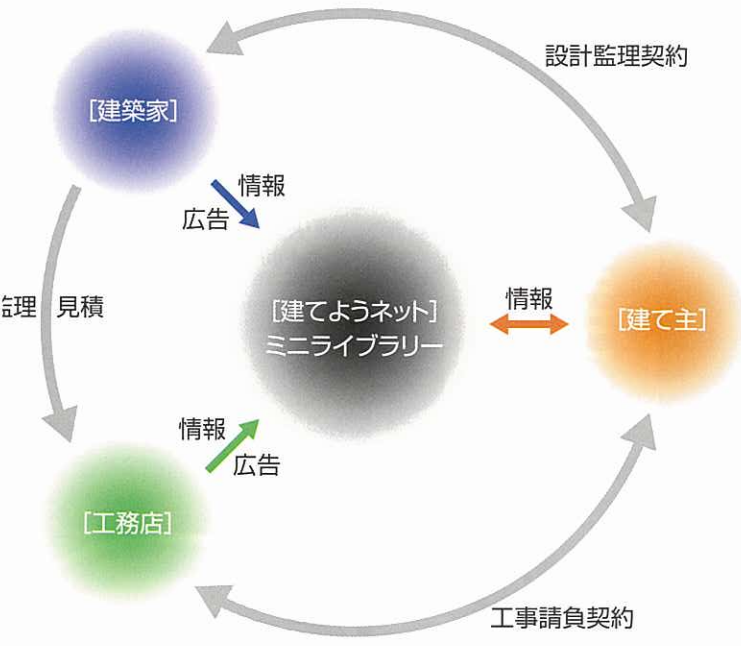 設計監理契約
[建築家]
情報
広告
監理 見積
[建てようネット]
ミニライブラリー
情報
[建て主]
情報
広告
[工務店]
工事請負契約